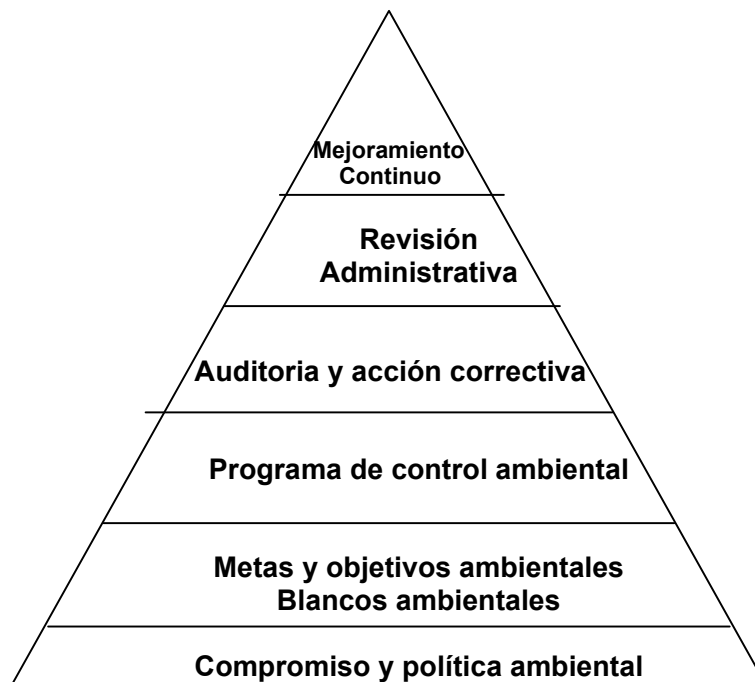 Mejoramiento
Continuo
Revisión
Administrativa
Auditoria y acción correctiva
Programa de control ambiental
Metas y objetivos ambientales
Blancos ambientales
Compromiso y política ambiental